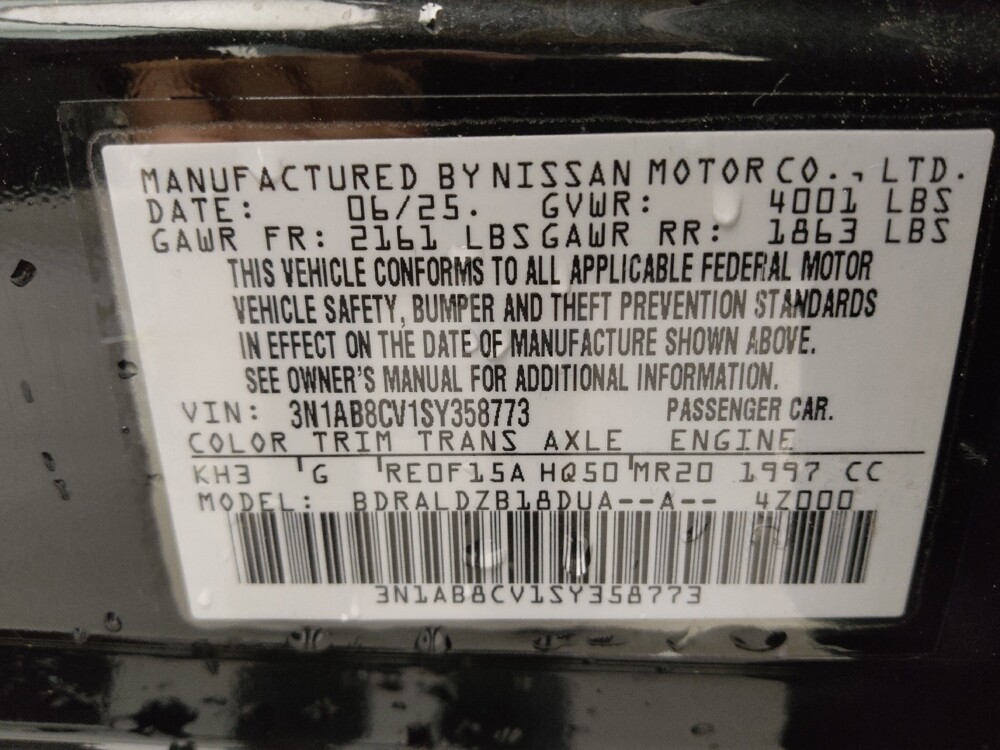 MANUFACTURED BY NISSAN MOTOR CO., LTD.
DATE: 06/25. GVWR: 4001 LBS
GAWR FR: 2161 LBS GAWR RR: 1863 LBS
THIS VEHICLE CONFORMS TO ALL APPLICABLE FEDERAL MOTOR
VEHICLE SAFETY, BUMPER AND THEFT PREVENTION STANDARDS
IN EFFECT ON THE DATE OF MANUFACTURE SHOWN ABOVE.
SEE OWNER'S MANUAL FOR ADDITIONAL INFORMATION.
VIN: 3N1AB8CV1SY358773 PASSENGER CAR.
COLOR TRIM TRANS AXLE ENGINE
KH3 G RE0F15A HQ50 MR20 1997 CC
MODEL: BDRALDZB18DUA--A-- 4Z000
3N1AB8CV1SY358773